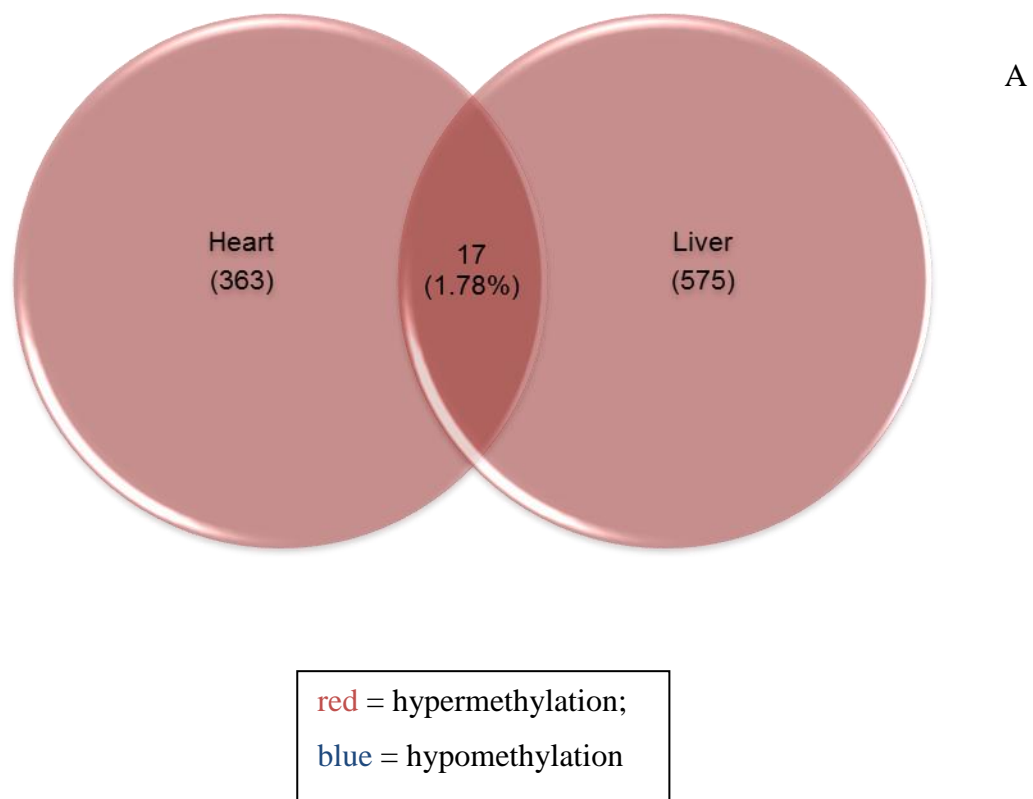 A
Heart
(363)
17
(1.78%)
Liver
(575)
red = hypermethylation;
blue = hypomethylation